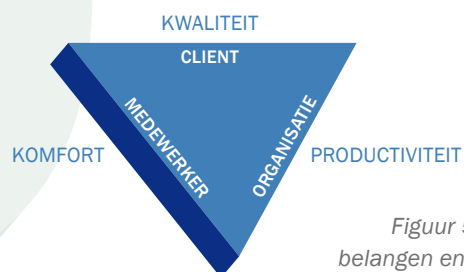 KWALITEIT
CLIENT
MEDEWERKER
ORGANISATIE
KOMFORT
PRODUCTIVITEIT
Figuur
belangen en